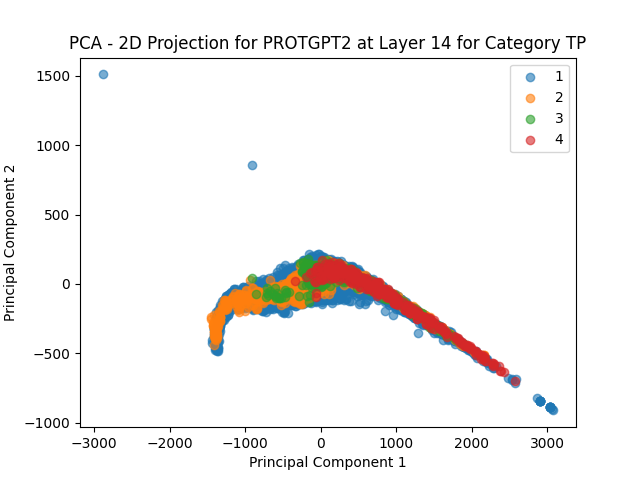 PCA - 2D Projection for PROTGPT2 at Layer 14 for Category TP
1500
1000
500
0
−500
−1000
Principal Component 2
−3000 −2000 −1000 0 1000 2000 3000
Principal Component 1
1
2
3
4